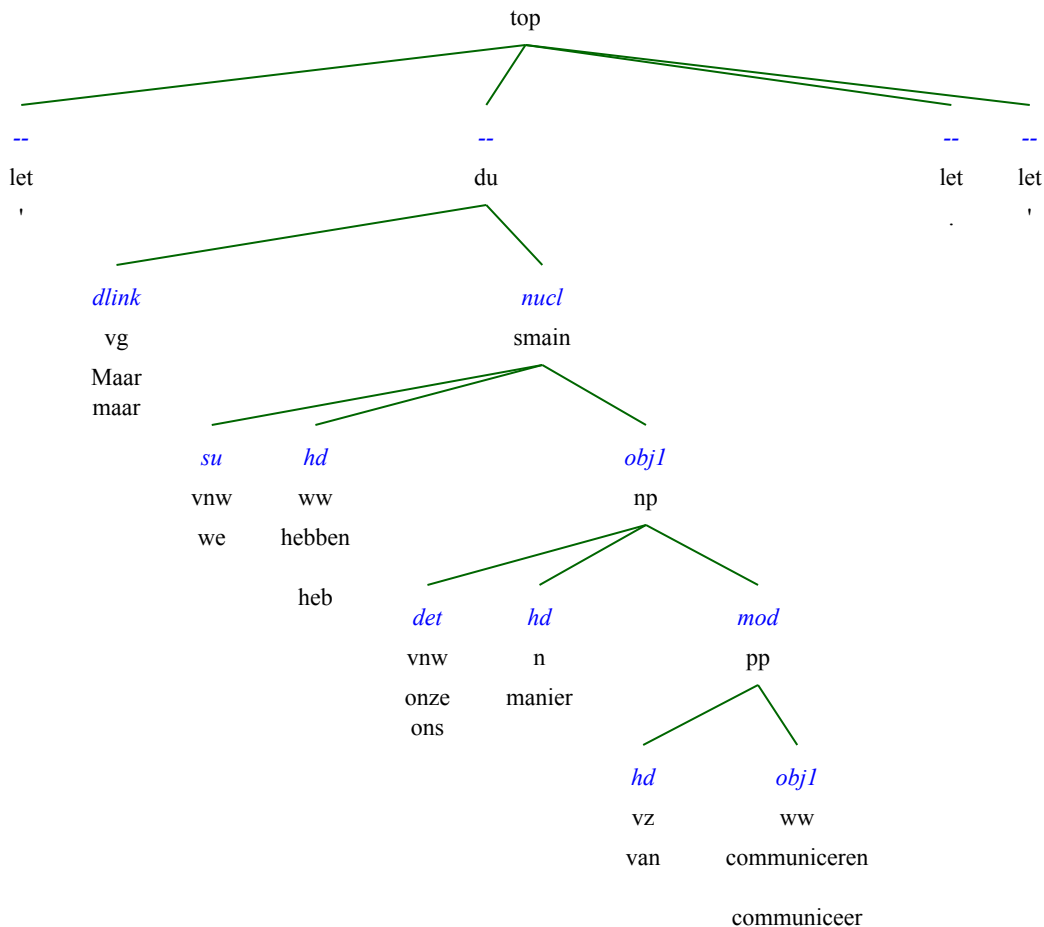 top
-- -- -- --
let du let let
' . '
dlink nucl
vg smain
Maar
maar
su hd obj1
vnw ww np
we hebben
heb
det hd mod
vnw n pp
onze manier
ons
hd obj1
vz ww
van communiceren
communiceer